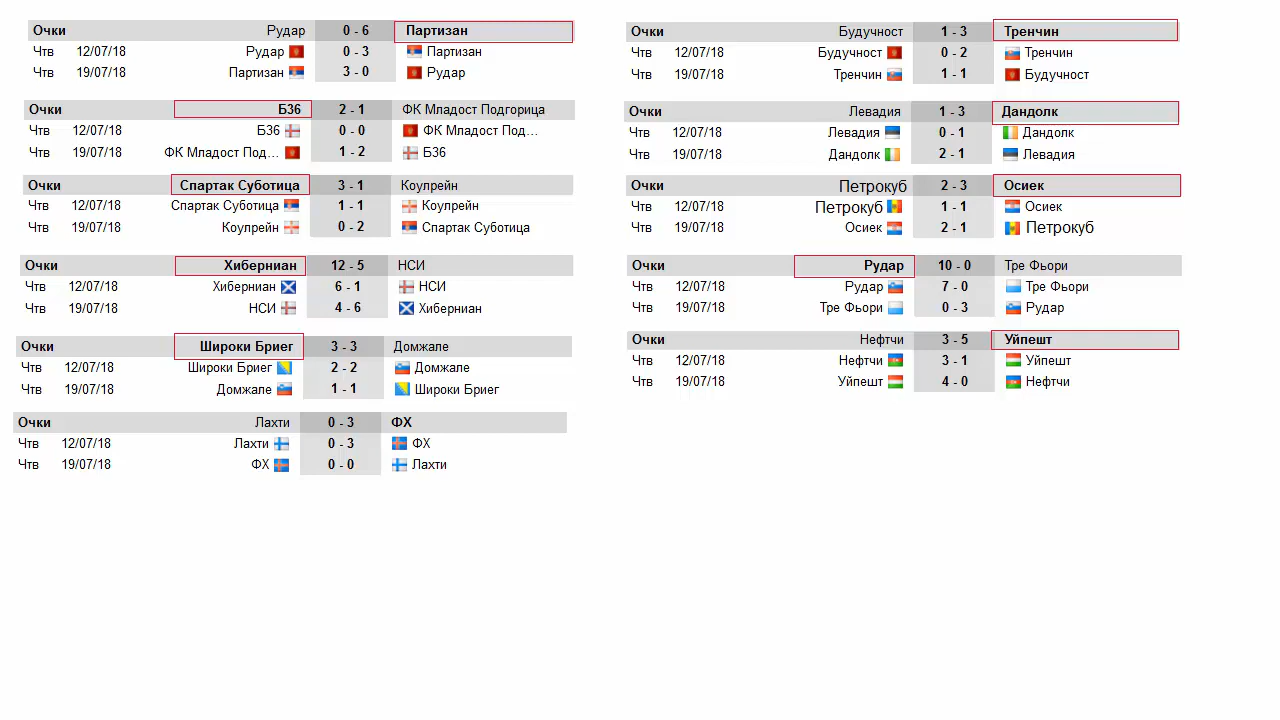 Очки Рудар 0 - 6 Партизан
Чтв 12/07/18 Рудар 0 - 3 Партизан
Чтв 19/07/18 Партизан 3 - 0 Рудар
Очки Б36 2 - 1 ФК Младост Подгорица
Чтв 12/07/18 Б36 0 - 0 ФК Младост Под...
Чтв 19/07/18 ФК Младост Под... 1 - 2 Б36
Очки Спартак Суботица 3 - 1 Коулрейн
Чтв 12/07/18 Спартак Суботица 1 - 1 Коулрейн
Чтв 19/07/18 Коулрейн 0 - 2 Спартак Суботица
Очки Хиберниан 12 - 5 НСИ
Чтв 12/07/18 Хиберниан 6 - 1 НСИ
Чтв 19/07/18 НСИ 4 - 6 Хиберниан
Очки Широки Бриег 3 - 3 Домжале
Чтв 12/07/18 Широки Бриег 2 - 2 Домжале
Чтв 19/07/18 Домжале 1 - 1 Широки Бриег
Очки Лахти 0 - 3 ФХ
Чтв 12/07/18 Лахти 0 - 3 ФХ
Чтв 19/07/18 ФХ 0 - 0 Лахти
Очки Будучност 1 - 3 Тренчин
Чтв 12/07/18 Будучност 0 - 2 Тренчин
Чтв 19/07/18 Тренчин 1 - 1 Будучност
Очки Левадия 1 - 3 Дандолк
Чтв 12/07/18 Левадия 0 - 1 Дандолк
Чтв 19/07/18 Дандолк 2 - 1 Левадия
Очки Петрокуб 2 - 3 Осиек
Чтв 12/07/18 Петрокуб 1 - 1 Осиек
Чтв 19/07/18 Осиек 2 - 1 Петрокуб
Очки Рудар 10 - 0 Тре Фьори
Чтв 12/07/18 Рудар 7 - 0 Тре Фьори
Чтв 19/07/18 Тре Фьори 0 - 3 Рудар
Очки Нефтчи 3 - 5 Уйпешт
Чтв 12/07/18 Нефтчи 3 - 1 Уйпешт
Чтв 19/07/18 Уйпешт 4 - 0 Нефтчи